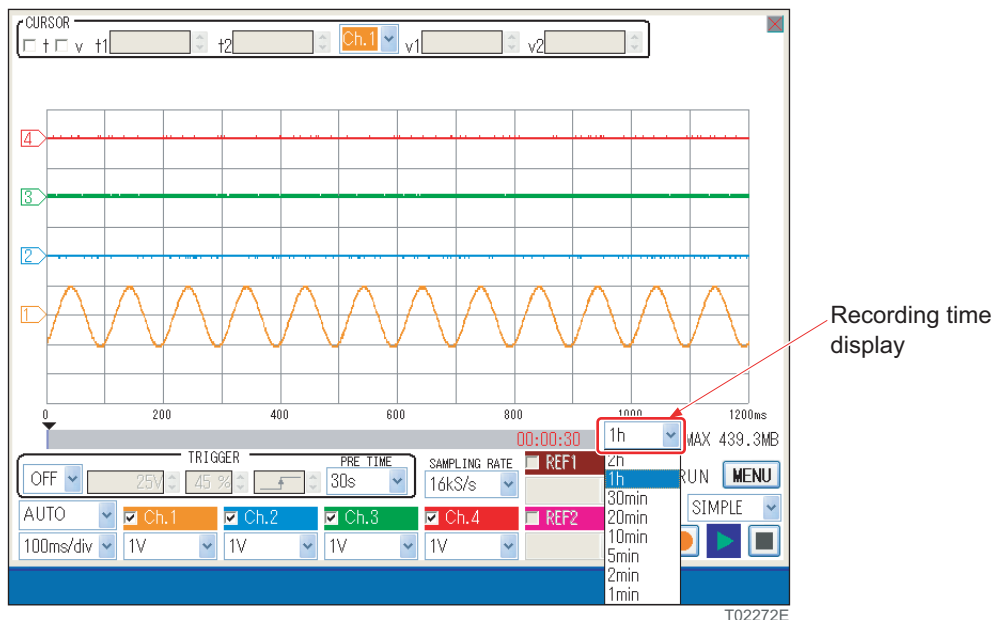 CURSOR
t v t1 t2 Ch.1 v1 v2
4
3
2
1
0 200 400 600 800 1000 1200ms
Recording time
display
00:00:30 1h MAX 439.3MB
TRIGGER PRE TIME SAMPLING RATE REF1
OFF 25V 45 % 30s 16kS/s RUN MENU
AUTO Ch.1 Ch.2 Ch.3 Ch.4 REF2 SIMPLE
100ms/div 1V 1V 1V 1V
2h
1h
30min
20min
10min
5min
2min
1min
T02272E